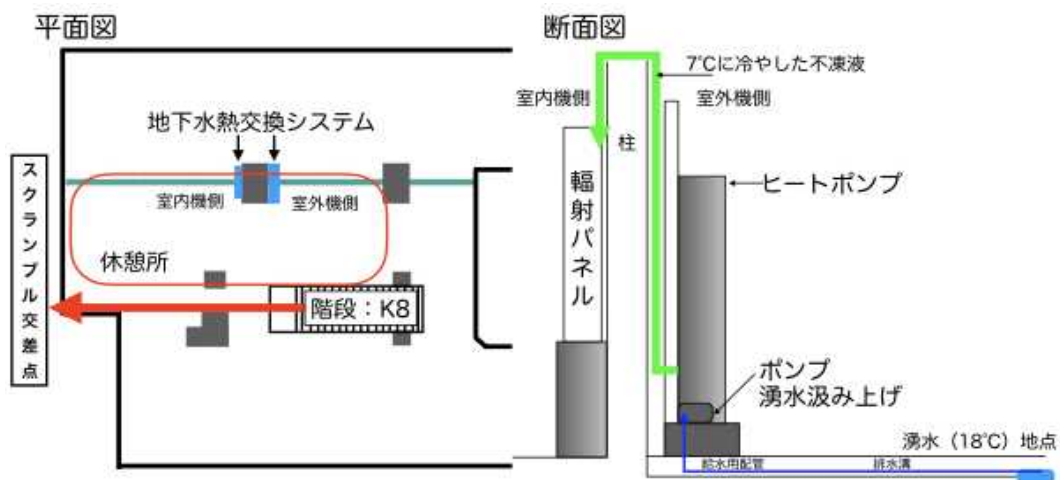 平面図
地下水熱交換システム
室内機側
室外機側
スクランブル交差点
休憩所
階段：K8
断面図
7℃に冷やした不凍液
室内機側
室外機側
柱
輻射パネル
ヒートポンプ
ポンプ
湧水汲み上げ
湧水（18℃）地点
給水用配管
排水溝